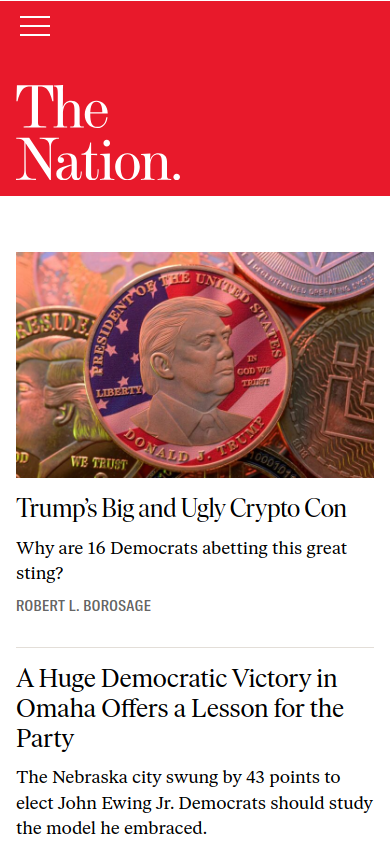 The
Nation.
PRESIDENT OF THE UNITED STATES
LIBERTY
IN
GOD WE
TRUST
DONALD J. TRUMP
WE TRUST
Trump's Big and Ugly Crypto Con
Why are 16 Democrats abetting this great
sting?
ROBERT L. BOROSAGE
A Huge Democratic Victory in
Omaha Offers a Lesson for the
Party
The Nebraska city swung by 43 points to
elect John Ewing Jr. Democrats should study
the model he embraced.